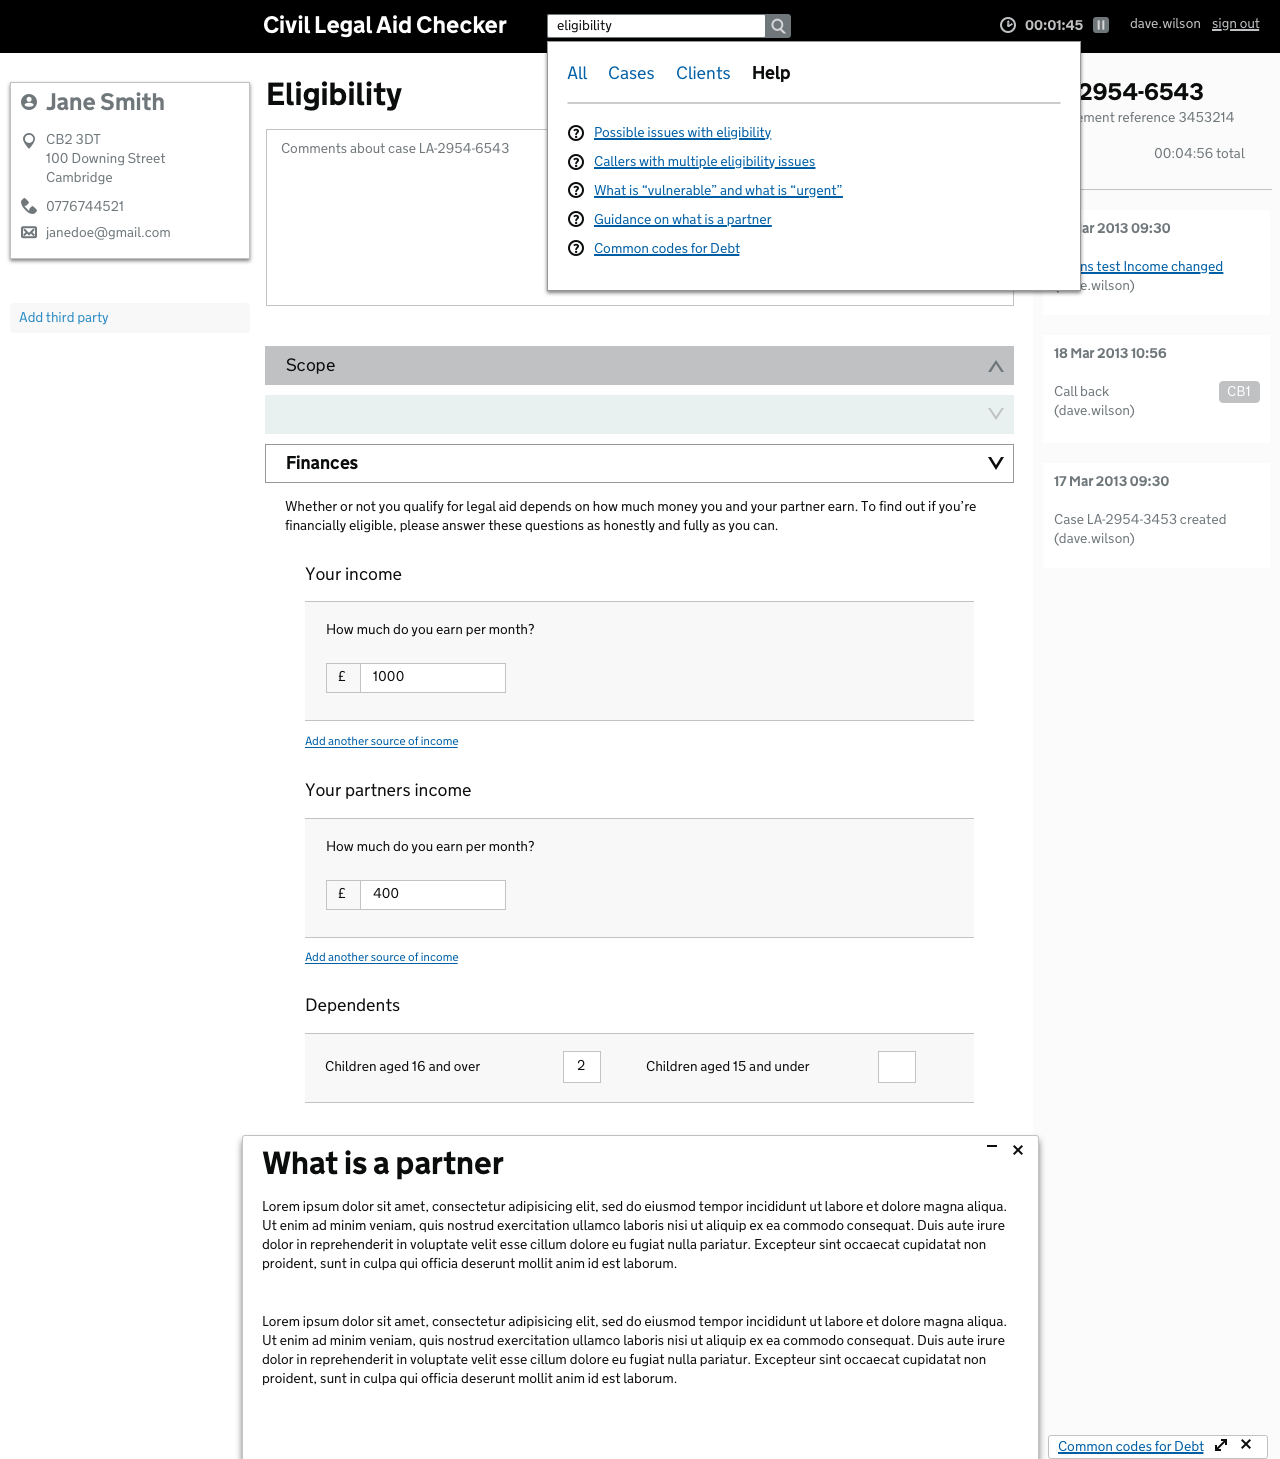 Civil Legal Aid Checker
eligibility
00:01:45
dave.wilson sign out
Jane Smith
CB2 3DT
100 Downing Street
Cambridge
0776744521
janedoe@gmail.com
Add third party
Eligibility
Comments about case LA-2954-6543
All Cases Clients Help
Possible issues with eligibility
Callers with multiple eligibility issues
What is “vulnerable” and what is “urgent”
Guidance on what is a partner
Common codes for Debt
Scope
Finances
Whether or not you qualify for legal aid depends on how much money you and your partner earn. To find out if you’re
financially eligible, please answer these questions as honestly and fully as you can.
Your income
How much do you earn per month?
£ 1000
Add another source of income
Your partners income
How much do you earn per month?
£ 400
Add another source of income
Dependents
Children aged 16 and over 2 Children aged 15 and under
What is a partner
Lorem ipsum dolor sit amet, consectetur adipisicing elit, sed do eiusmod tempor incididunt ut labore et dolore magna aliqua.
Ut enim ad minim veniam, quis nostrud exercitation ullamco laboris nisi ut aliquip ex ea commodo consequat. Duis aute irure
dolor in reprehenderit in voluptate velit esse cillum dolore eu fugiat nulla pariatur. Excepteur sint occaecat cupidatat non
proident, sunt in culpa qui officia deserunt mollit anim id est laborum.
Lorem ipsum dolor sit amet, consectetur adipisicing elit, sed do eiusmod tempor incididunt ut labore et dolore magna aliqua.
Ut enim ad minim veniam, quis nostrud exercitation ullamco laboris nisi ut aliquip ex ea commodo consequat. Duis aute irure
dolor in reprehenderit in voluptate velit esse cillum dolore eu fugiat nulla pariatur. Excepteur sint occaecat cupidatat non
proident, sunt in culpa qui officia deserunt mollit anim id est laborum.
2954-6543
ement reference 3453214
00:04:56 total
ar 2013 09:30
ns test Income changed
e.wilson)
18 Mar 2013 10:56
Call back CB1
(dave.wilson)
17 Mar 2013 09:30
Case LA-2954-3453 created
(dave.wilson)
Common codes for Debt